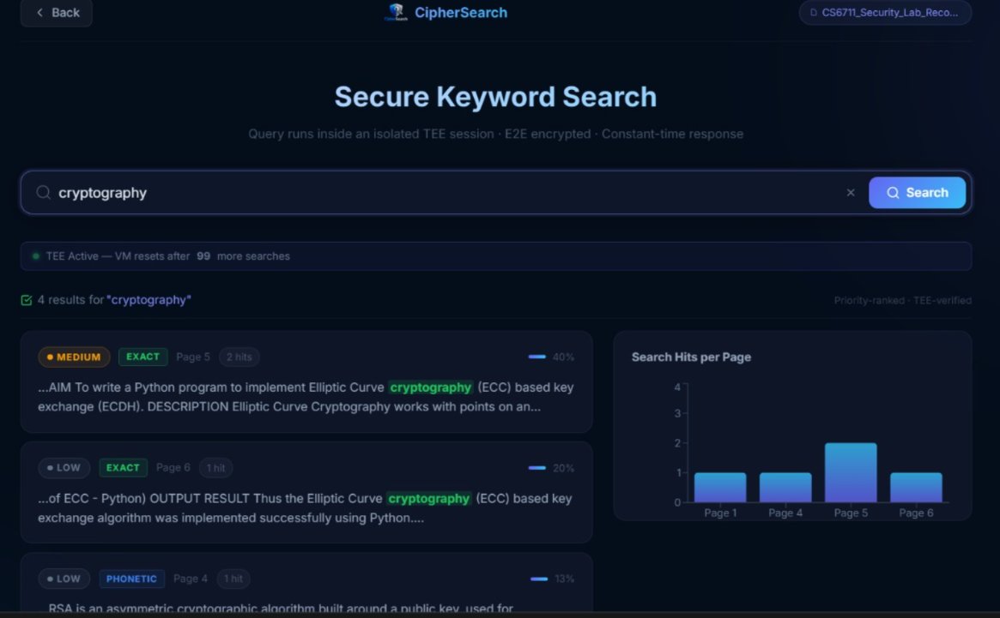 Back
CipherSearch
CS6711_Security_Lab_Reco...
Secure Keyword Search
Query runs inside an isolated TEE session · E2E encrypted · Constant-time response
cryptography
Search
TEE Active — VM resets after 99 more searches
4 results for "cryptography"
Priority-ranked · TEE-verified
MEDIUM EXACT Page 5 2 hits 40%
...AIM To write a Python program to implement Elliptic Curve cryptography (ECC) based key
exchange (ECDH). DESCRIPTION Elliptic Curve Cryptography works with points on an...
LOW EXACT Page 6 1 hit 20%
...of ECC - Python) OUTPUT RESULT Thus the Elliptic Curve cryptography (ECC) based key
exchange algorithm was implemented successfully using Python....
LOW PHONETIC Page 4 1 hit 13%
RSA is an asymmetric cryptographic algorithm built around a public key, used for
Search Hits per Page
4
3
2
1
0
Page 1 Page 4 Page 5 Page 6